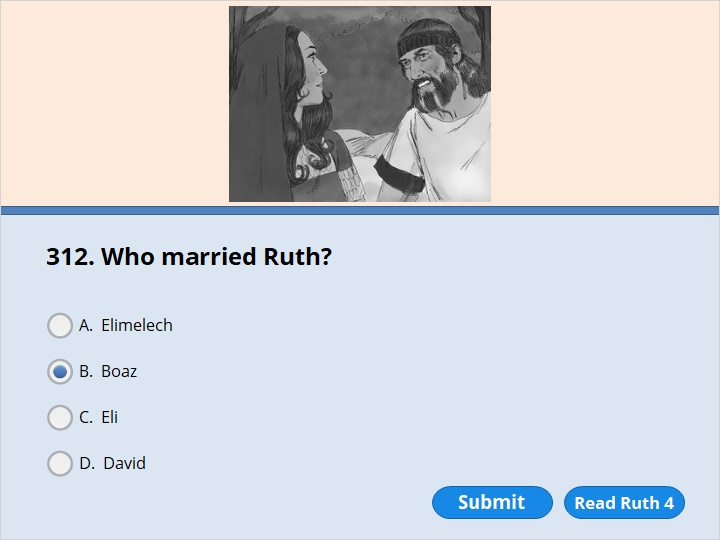 312. Who married Ruth?
A. Elimelech
B. Boaz
C. Eli
D. David
Submit
Read Ruth 4